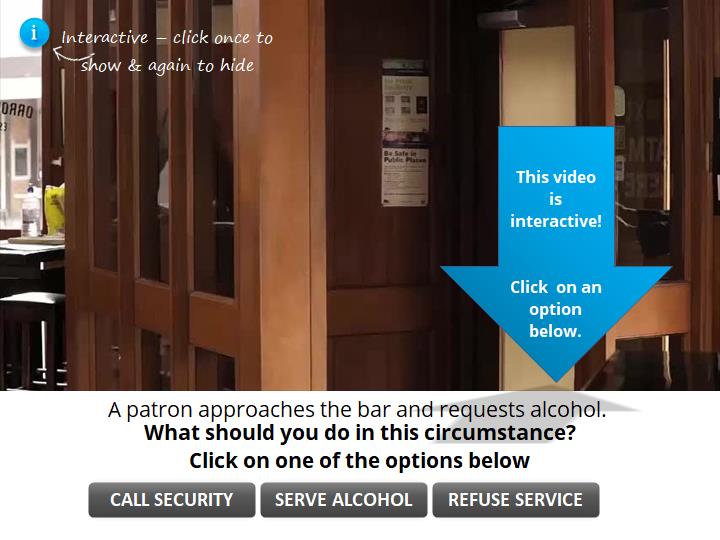 i
Interactive – click once to
show & again to hide
Be Safe in
Public Places
This video
is
interactive!
Click on an
option
below.
A patron approaches the bar and requests alcohol.
What should you do in this circumstance?
Click on one of the options below
CALL SECURITY
SERVE ALCOHOL
REFUSE SERVICE